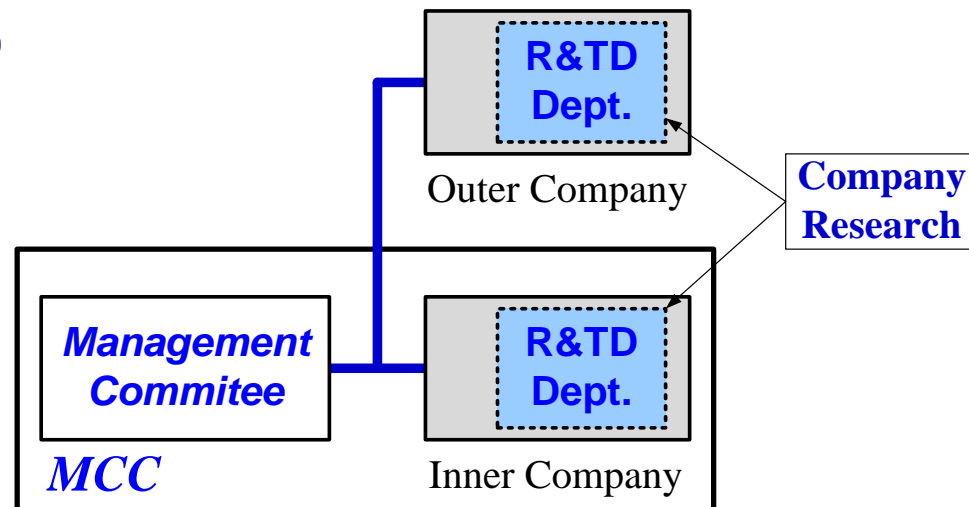 R&TD
Dept.
Outer Company
Company
Research
Management
Commitee
R&TD
Dept.
MCC
Inner Company